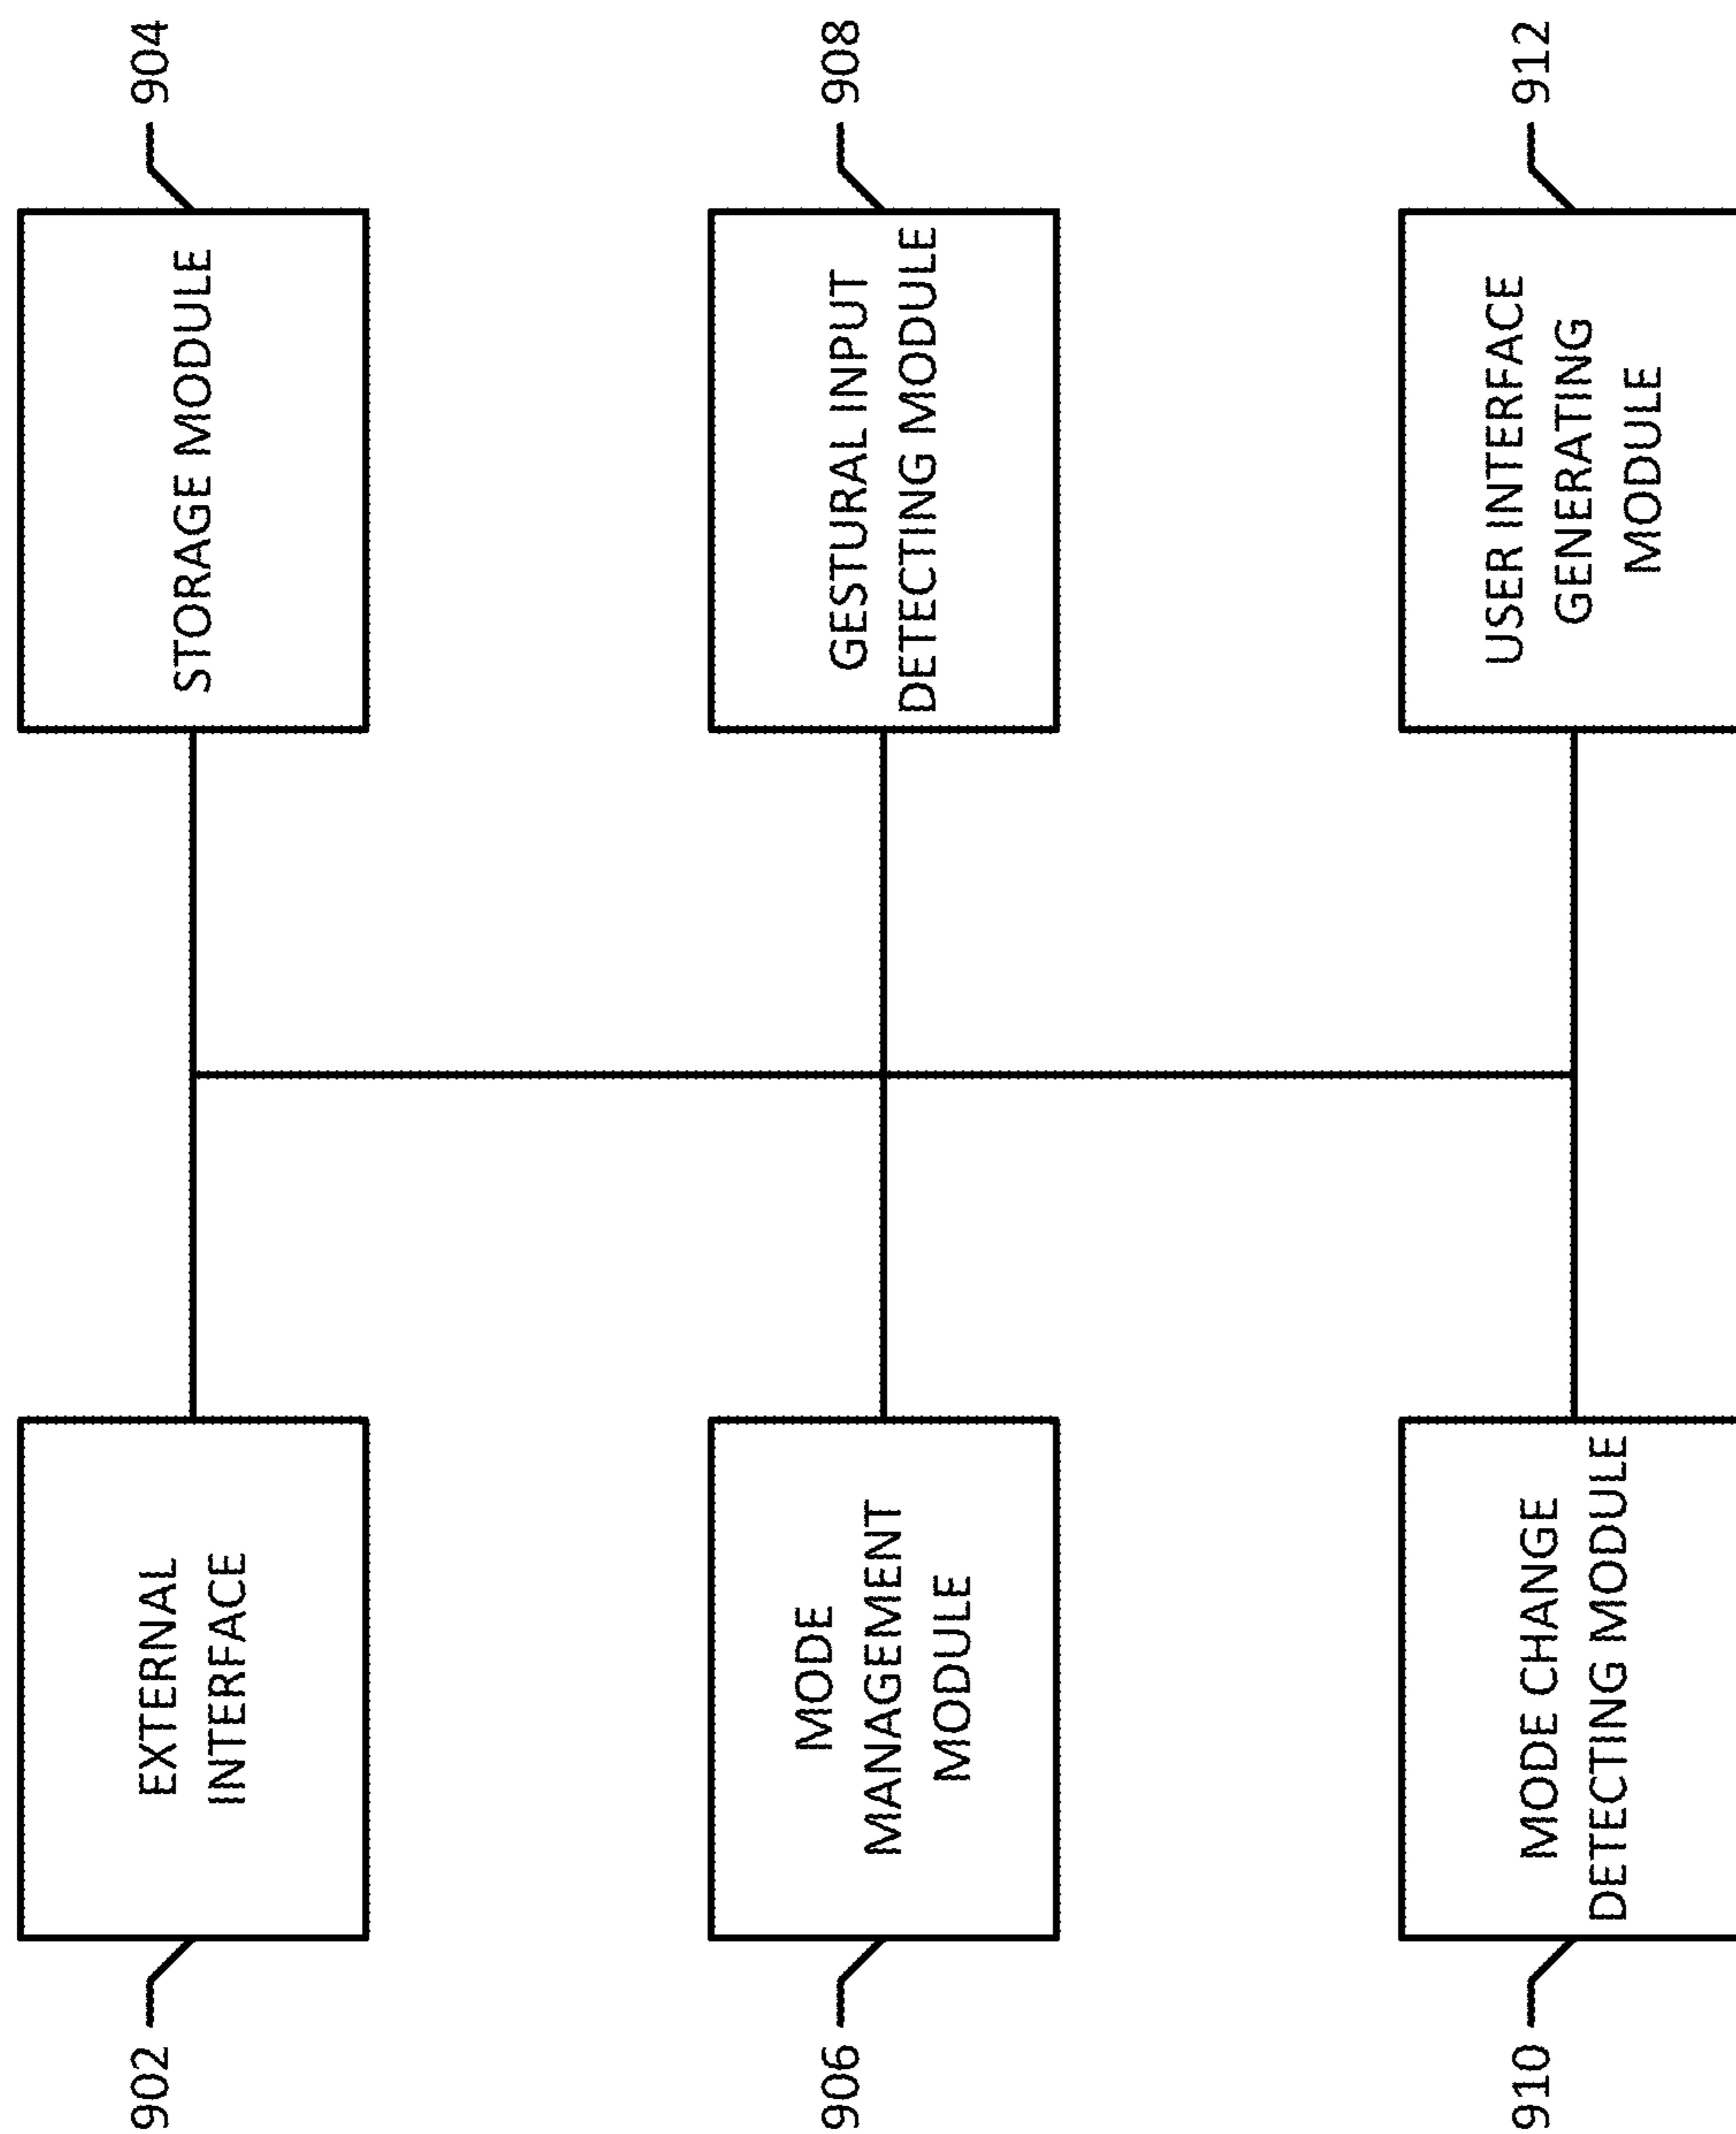 902
EXTERNAL
INTERFACE
STORAGE MODULE
904
906
MODE
MANAGEMENT
MODULE
GESTURAL INPUT
DETECTING MODULE
908
910
MODE CHANGE
DETECTING MODULE
USER INTERFACE
GENERATING
MODULE
912